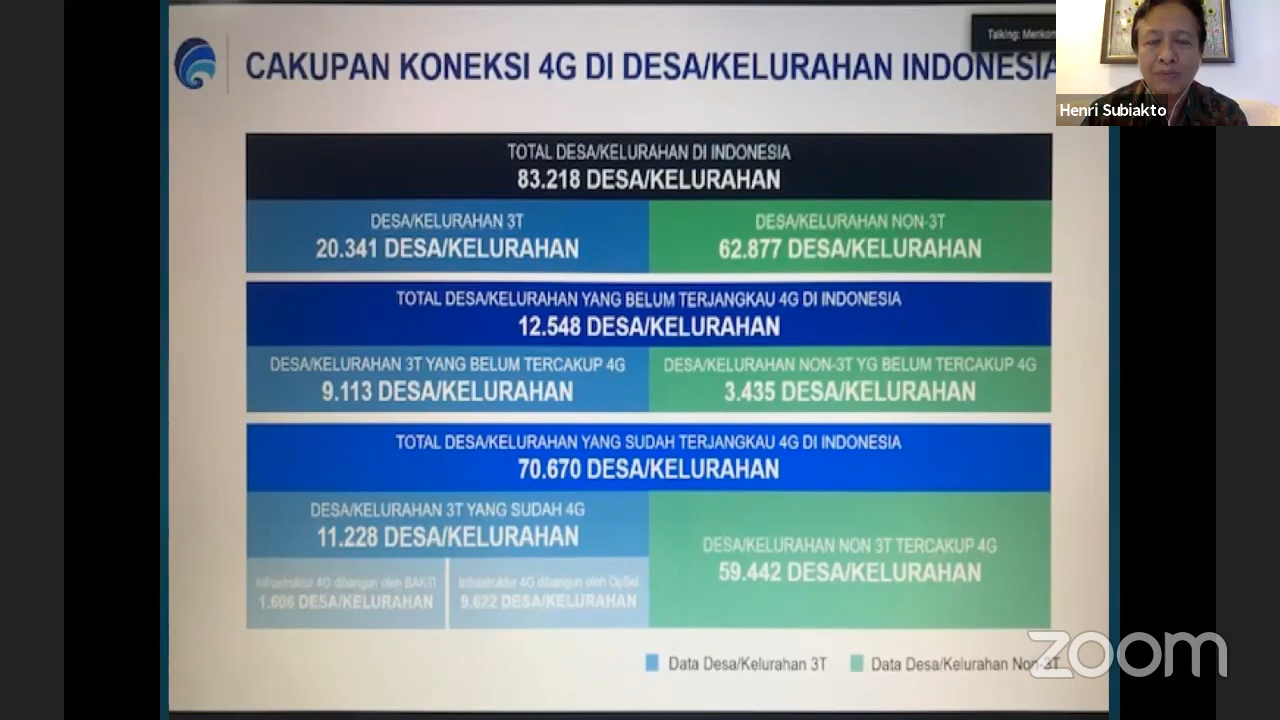 Talking: Menkom
CAKUPAN KONEKSI 4G DI DESA/KELURAHAN INDONESIA
Henri Subiakto
TOTAL DESA/KELURAHAN DI INDONESIA
83.218 DESA/KELURAHAN
DESA/KELURAHAN 3T
20.341 DESA/KELURAHAN
DESA/KELURAHAN NON-3T
62.877 DESA/KELURAHAN
TOTAL DESA/KELURAHAN YANG BELUM TERJANGKAU 4G DI INDONESIA
12.548 DESA/KELURAHAN
DESA/KELURAHAN 3T YANG BELUM TERCAKUP 4G
9.113 DESA/KELURAHAN
DESA/KELURAHAN NON-3T YG BELUM TERCAKUP 4G
3.435 DESA/KELURAHAN
TOTAL DESA/KELURAHAN YANG SUDAH TERJANGKAU 4G DI INDONESIA
70.670 DESA/KELURAHAN
DESA/KELURAHAN 3T YANG SUDAH 4G
11.228 DESA/KELURAHAN
Infrastruktur 4G dibangun oleh BAKTI
1.606 DESA/KELURAHAN
Infrastruktur 4G dibangun oleh OpSel
9.622 DESA/KELURAHAN
DESA/KELURAHAN NON 3T TERCAKUP 4G
59.442 DESA/KELURAHAN
Data Desa/Kelurahan 3T
Data Desa/Kelurahan Non-3T
zoom